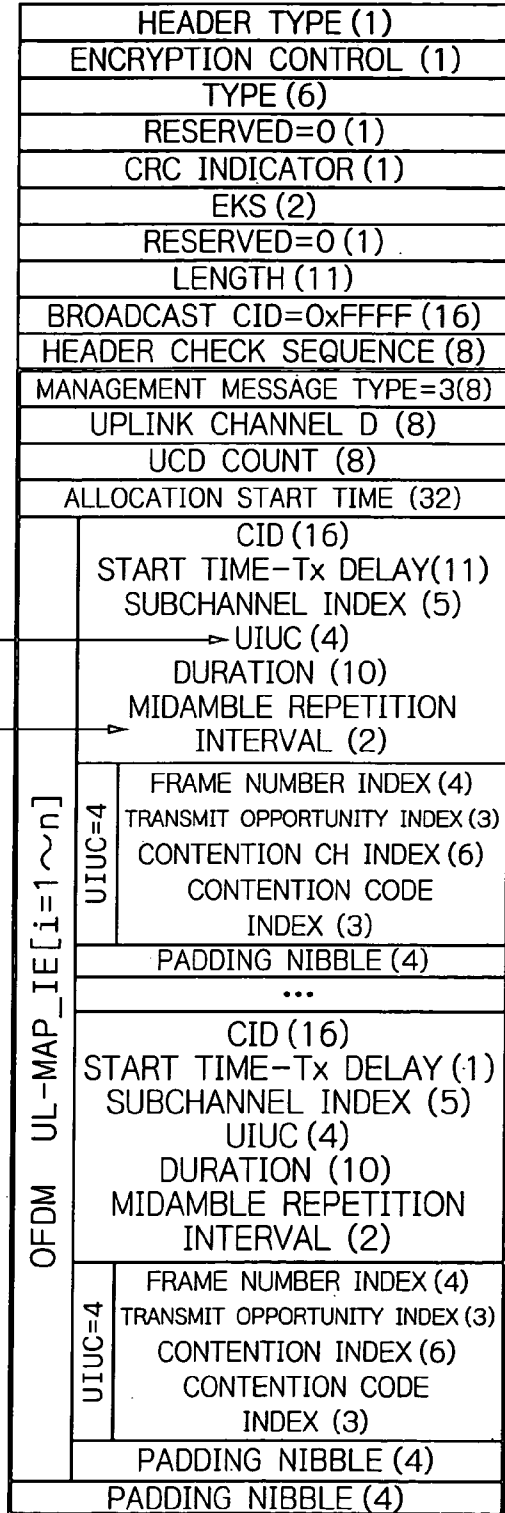 HEADER TYPE (1)
ENCRYPTION CONTROL (1)
TYPE (6)
RESERVED=0 (1)
CRC INDICATOR (1)
EKS (2)
RESERVED=0 (1)
LENGTH (11)
BROADCAST CID=0xFFFF (16)
HEADER CHECK SEQUENCE (8)
MANAGEMENT MESSAGE TYPE=3(8)
UPLINK CHANNEL D (8)
UCD COUNT (8)
ALLOCATION START TIME (32)
OFDM UL-MAP_IE[i=1~n]
CID (16)
START TIME-Tx DELAY(11)
SUBCHANNEL INDEX (5)
UIUC (4)
DURATION (10)
MIDAMBLE REPETITION
INTERVAL (2)
UIUC=4
FRAME NUMBER INDEX (4)
TRANSMIT OPPORTUNITY INDEX (3)
CONTENTION CH INDEX (6)
CONTENTION CODE
INDEX (3)
PADDING NIBBLE (4)
...
CID (16)
START TIME-Tx DELAY (1)
SUBCHANNEL INDEX (5)
UIUC (4)
DURATION (10)
MIDAMBLE REPETITION
INTERVAL (2)
UIUC=4
FRAME NUMBER INDEX (4)
TRANSMIT OPPORTUNITY INDEX (3)
CONTENTION INDEX (6)
CONTENTION CODE
INDEX (3)
PADDING NIBBLE (4)
PADDING NIBBLE (4)